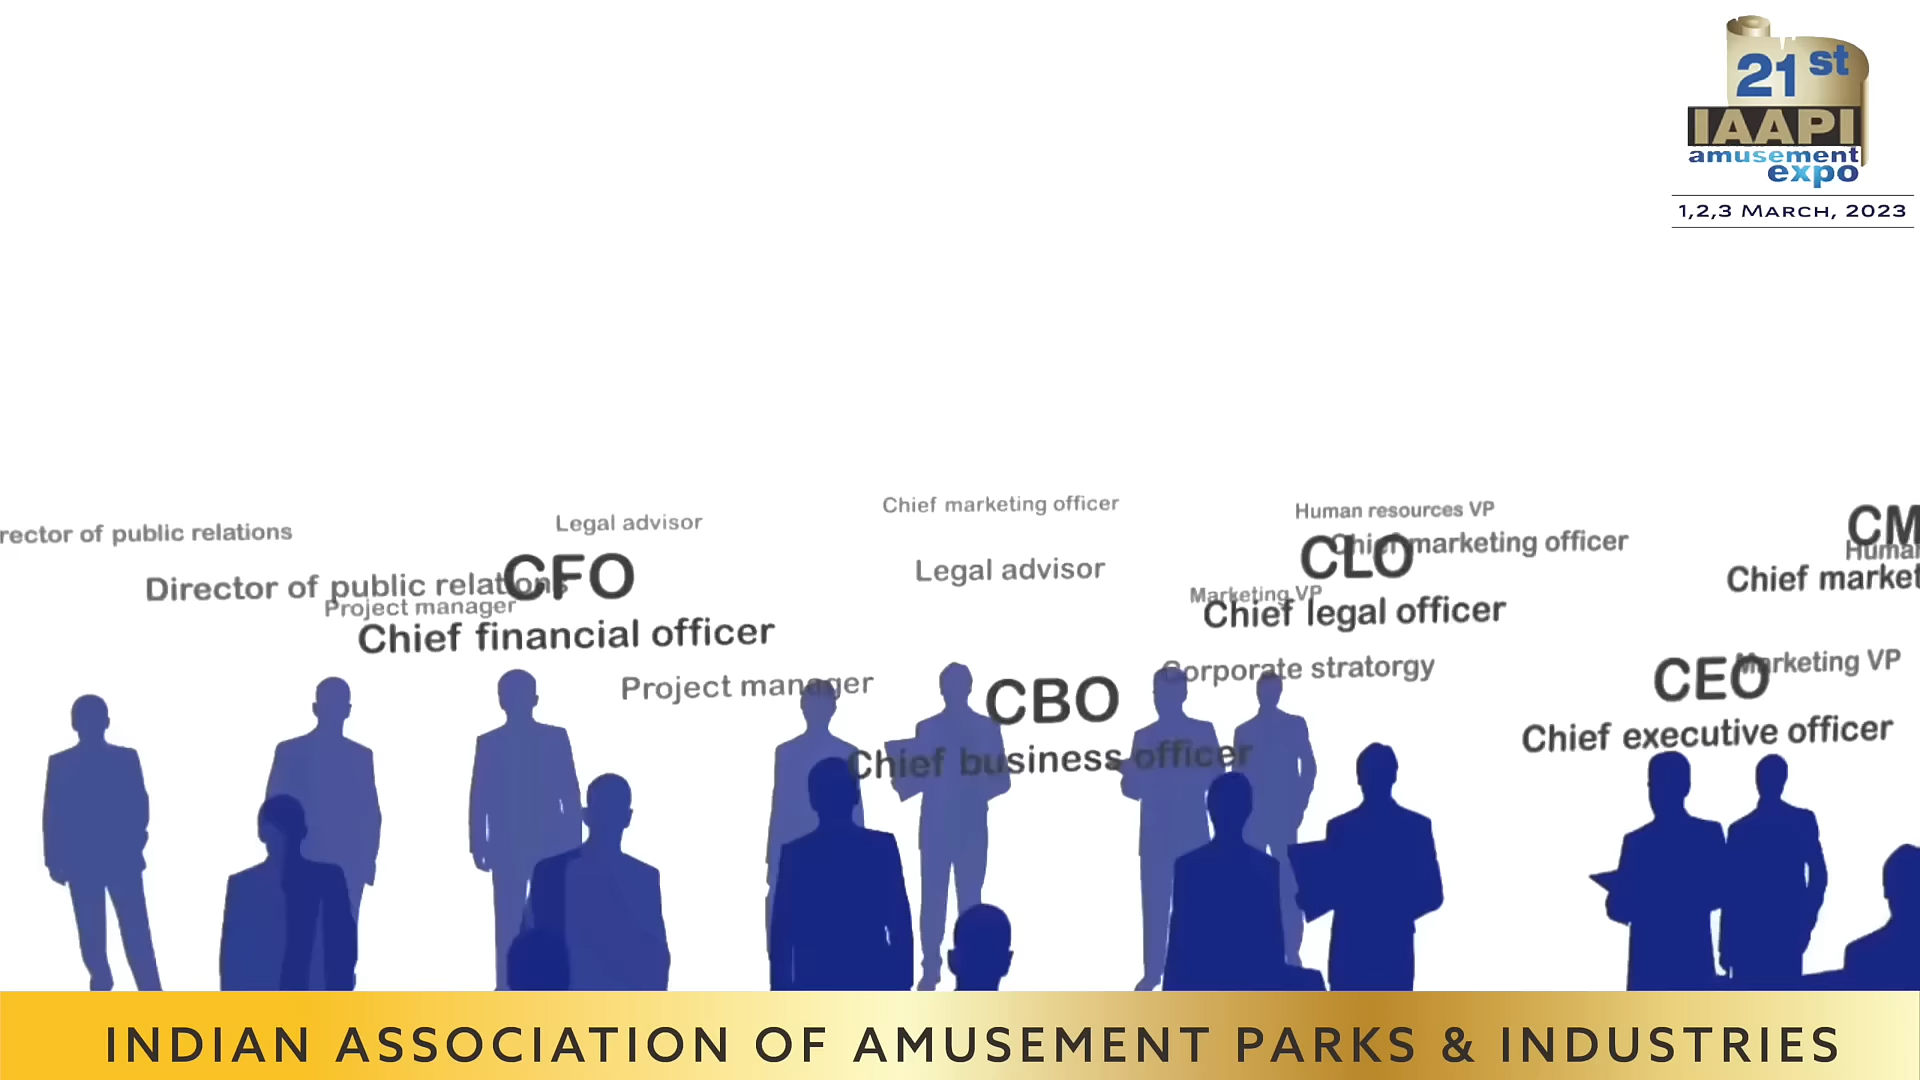 21st
IAAPI
amusement
expo
1,2,3 MARCH, 2023
Chief marketing officer
Human resources VP
rector of public relations
Legal advisor
CM
CFO
CLO
Chief marketing officer
Human
Director of public relations
Legal advisor
Chief market
Project manager
Marketing VP
Chief financial officer
Chief legal officer
Project manager
Corporate stratorgy
Marketing VP
CBO
CEO
Chief business officer
Chief executive officer
INDIAN ASSOCIATION OF AMUSEMENT PARKS & INDUSTRIES